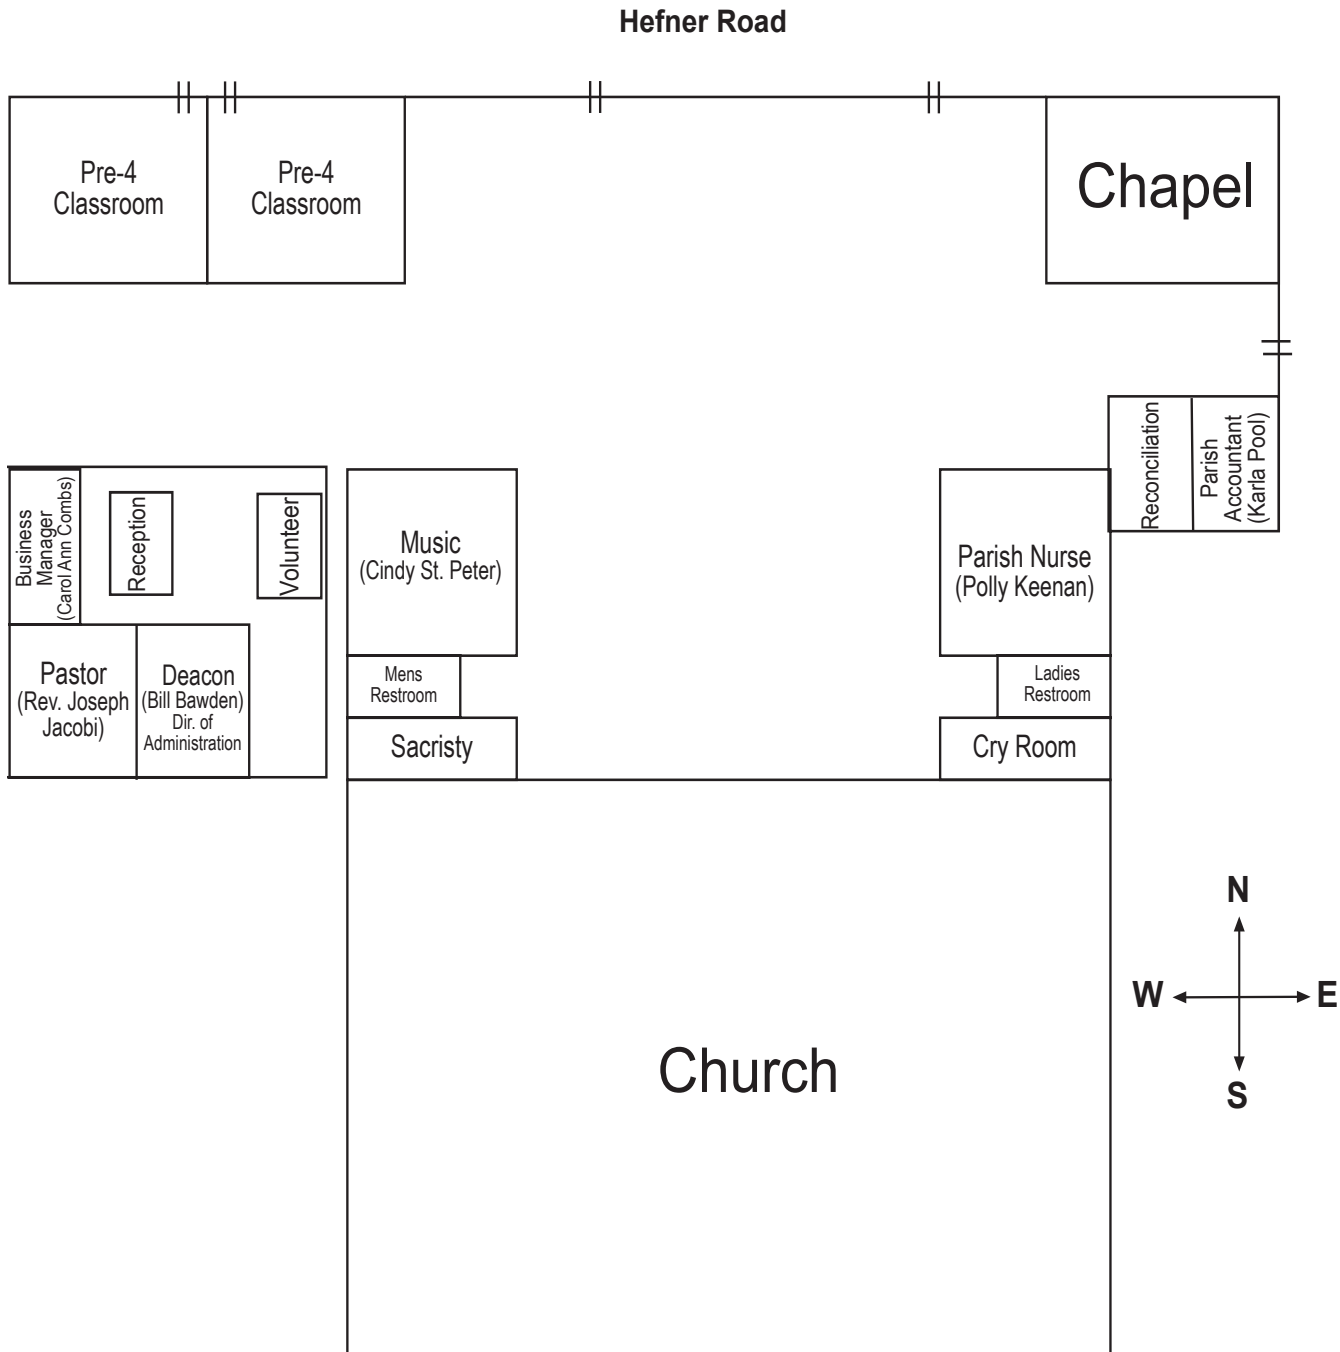 Hefner Road
Pre-4
Classroom
Pre-4
Classroom
Chapel
Reconciliation
Parish
Accountant
(Karla Pool)
Business
Manager
(Carol Ann Combs)
Reception
Volunteer
Music
(Cindy St. Peter)
Parish Nurse
(Polly Keenan)
Pastor
(Rev. Joseph
Jacobi)
Deacon
(Bill Bawden)
Dir. of
Administration
Mens
Restroom
Ladies
Restroom
Sacristy
Cry Room
Church
N
W
E
S